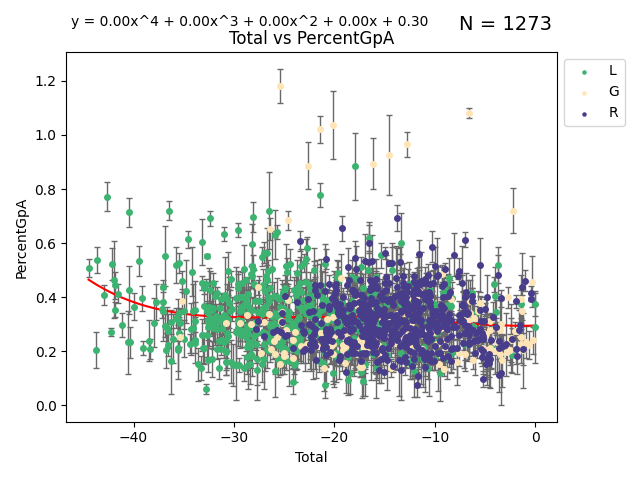 y = 0.00x^4 + 0.00x^3 + 0.00x^2 + 0.00x + 0.30
N = 1273
Total vs PercentGpA
L
G
R
PercentGpA
1.2
1.0
0.8
0.6
0.4
0.2
0.0
−40
−30
−20
−10
0
Total